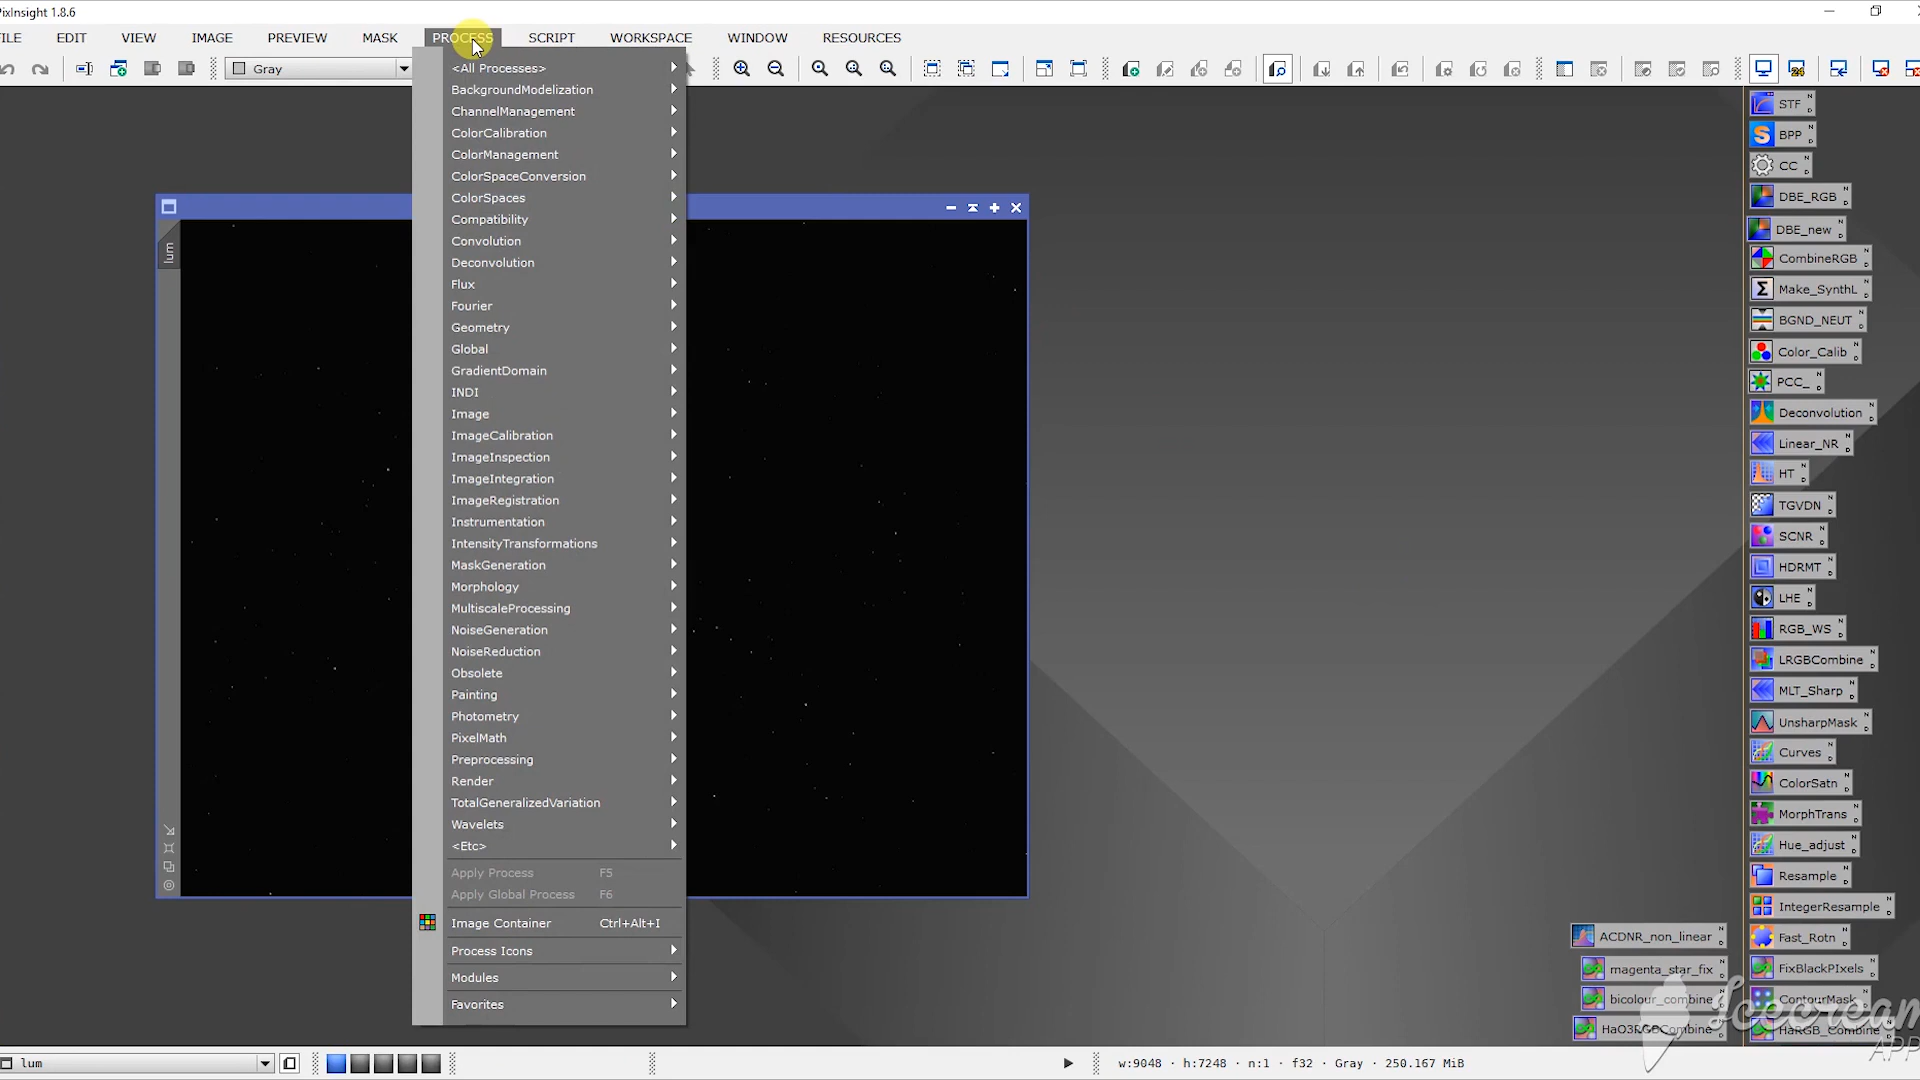 PixInsight 1.8.6
FILE EDIT VIEW IMAGE PREVIEW MASK PROCESS SCRIPT WORKSPACE WINDOW RESOURCES
Gray
<All Processes>
BackgroundModelization
ChannelManagement
ColorCalibration
ColorManagement
ColorSpaceConversion
ColorSpaces
Compatibility
Convolution
Deconvolution
Flux
Fourier
Geometry
Global
GradientDomain
INDI
Image
ImageCalibration
ImageInspection
ImageIntegration
ImageRegistration
Instrumentation
IntensityTransformations
MaskGeneration
Morphology
MultiscaleProcessing
NoiseGeneration
NoiseReduction
Obsolete
Painting
Photometry
PixelMath
Preprocessing
Render
TotalGeneralizedVariation
Wavelets
<Etc>
Apply Process F5
Apply Global Process F6
Image Container Ctrl+Alt+I
Process Icons
Modules
Favorites
lum
STF
BPP
CC
DBE_RGB
DBE_new
CombineRGB
Make_SynthL
BGND_NEUT
Color_Calib
PCC_
Deconvolution
Linear_NR
HT
TGVDN
SCNR
HDRMT
LHE
RGB_WS
LRGBCombine
MLT_Sharp
UnsharpMask
Curves
ColorSatn
MorphTrans
Hue_adjust
Resample
IntegerResample
Fast_Rotn
FixBlackPIxels
ContourMask
HaRGB_Combine
ACDNR_non_linear
magenta_star_fix
bicolour_combine
HaO3RGBCombine
Icecream
APP
lum
w:9048 · h:7248 · n:1 · f32 · Gray · 250.167 MiB